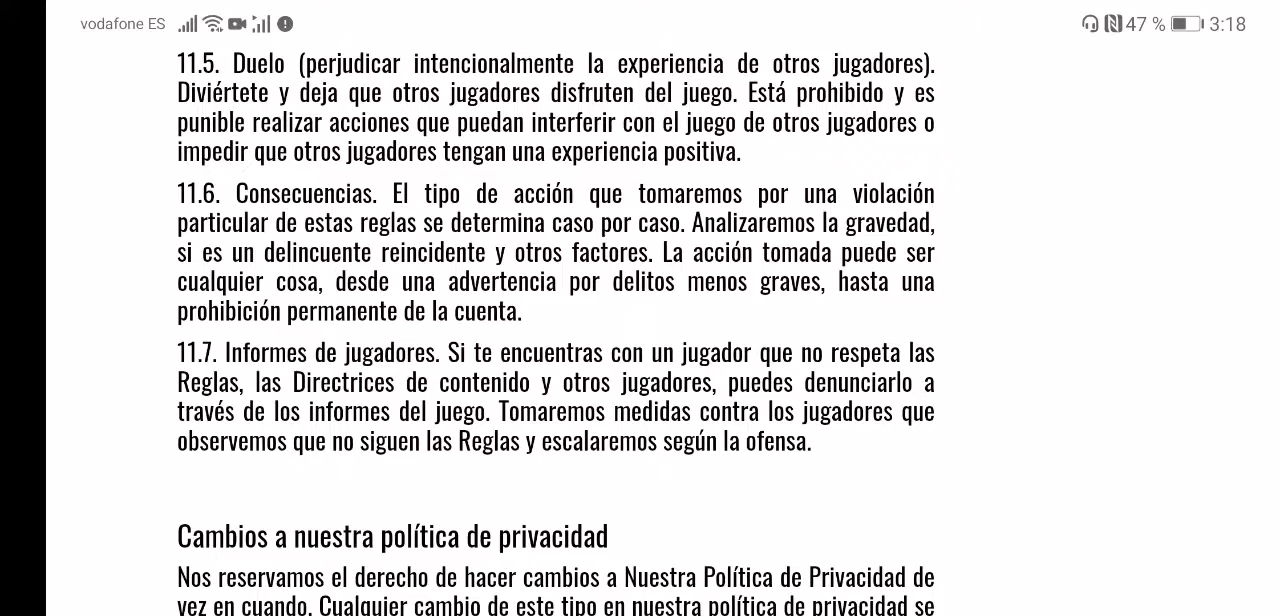 vodafone ES 47 % 3:18
11.5. Duelo (perjudicar intencionalmente la experiencia de otros jugadores).
Diviértete y deja que otros jugadores disfruten del juego. Está prohibido y es
punible realizar acciones que puedan interferir con el juego de otros jugadores o
impedir que otros jugadores tengan una experiencia positiva.
11.6. Consecuencias. El tipo de acción que tomaremos por una violación
particular de estas reglas se determina caso por caso. Analizaremos la gravedad,
si es un delincuente reincidente y otros factores. La acción tomada puede ser
cualquier cosa, desde una advertencia por delitos menos graves, hasta una
prohibición permanente de la cuenta.
11.7. Informes de jugadores. Si te encuentras con un jugador que no respeta las
Reglas, las Directrices de contenido y otros jugadores, puedes denunciarlo a
través de los informes del juego. Tomaremos medidas contra los jugadores que
observemos que no siguen las Reglas y escalaremos según la ofensa.
Cambios a nuestra política de privacidad
Nos reservamos el derecho de hacer cambios a Nuestra Política de Privacidad de
vez en cuando. Cualquier cambio de este tipo en nuestra política de privacidad se